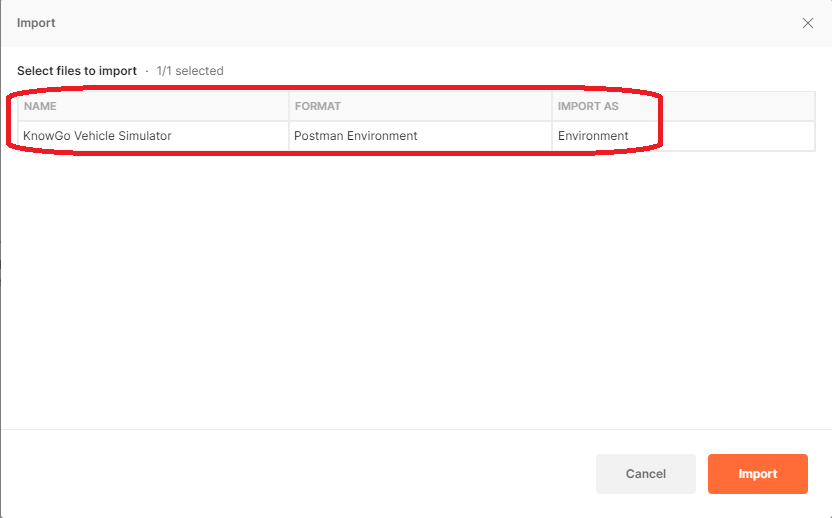 Import
Select files to import · 1/1 selected
NAME FORMAT IMPORT AS
KnowGo Vehicle Simulator Postman Environment Environment
Cancel Import